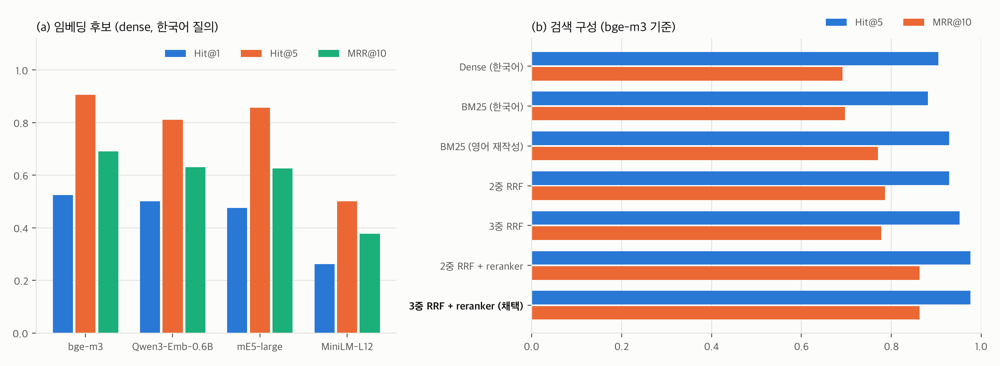 (a) 임베딩 후보 (dense, 한국어 질의)
Hit@1 Hit@5 MRR@10
1.0
0.8
0.6
0.4
0.2
0.0
bge-m3 Qwen3-Emb-0.6B mE5-large MiniLM-L12
(b) 검색 구성 (bge-m3 기준)
Hit@5 MRR@10
Dense (한국어)
BM25 (한국어)
BM25 (영어 재작성)
2중 RRF
3중 RRF
2중 RRF + reranker
3중 RRF + reranker (채택)
0.0 0.2 0.4 0.6 0.8 1.0